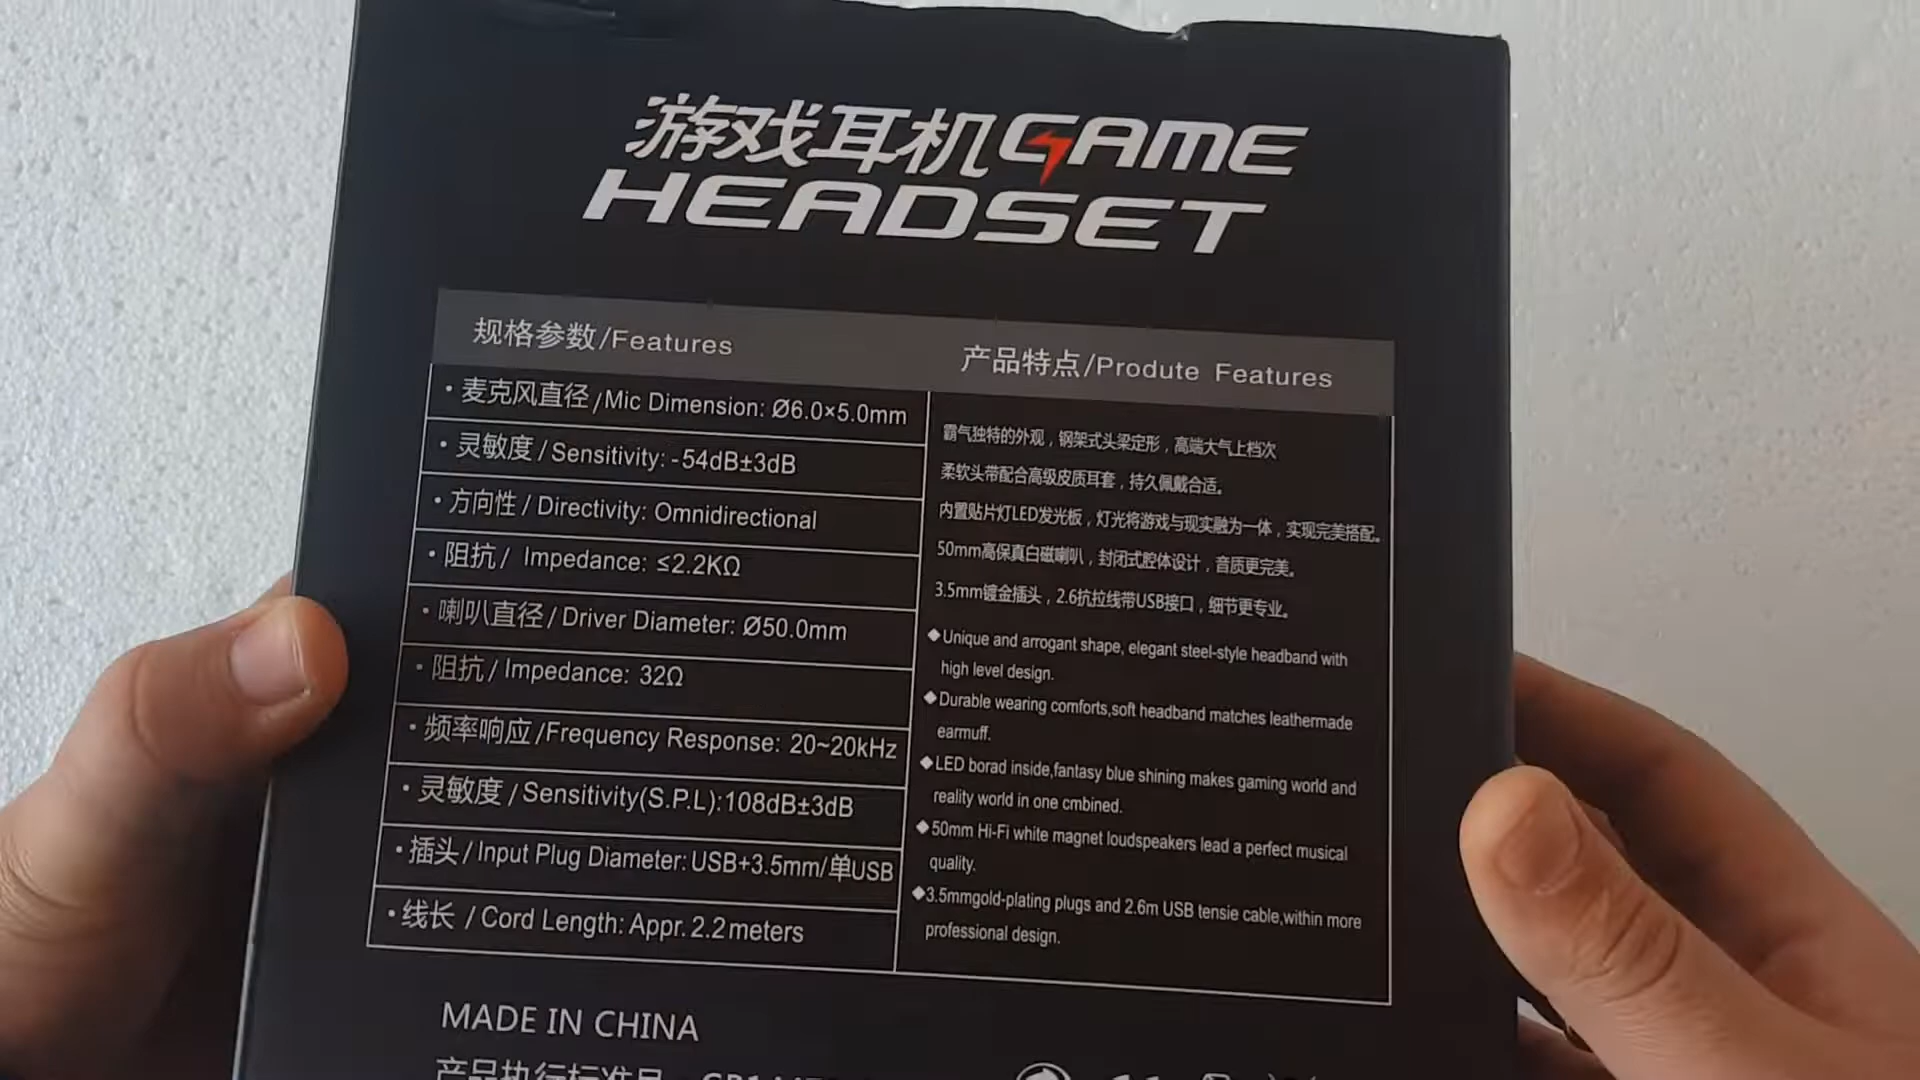 游戏耳机GAME
HEADSET
规格参数/Features
·麦克风直径/Mic Dimension: Ø6.0×5.0mm
·灵敏度/Sensitivity: -54dB±3dB
·方向性/Directivity: Omnidirectional
·阻抗/ Impedance: ≤2.2KΩ
·喇叭直径/Driver Diameter: Ø50.0mm
·阻抗/Impedance: 32Ω
·频率响应/Frequency Response: 20~20kHz
·灵敏度/Sensitivity(S.P.L):108dB±3dB
·插头/Input Plug Diameter: USB+3.5mm/单USB
·线长 /Cord Length: Appr. 2.2meters
产品特点/Produte Features
霸气独特的外观，钢架式头梁定形，高端大气上档次
柔软头带配合高级皮质耳套，持久佩戴合适。
内置贴片灯LED发光板，灯光将游戏与现实融为一体，实现完美搭配。
50mm高保真白磁喇叭，封闭式腔体设计，音质更完美。
3.5mm镀金插头，2.6抗拉线带USB接口，细节更专业。
◆Unique and arrogant shape, elegant steel-style headband with
high level design.
◆Durable wearing comforts,soft headband matches leathermade
earmuff.
◆LED borad inside,fantasy blue shining makes gaming world and
reality world in one cmbined.
◆50mm Hi-Fi white magnet loudspeakers lead a perfect musical
quality.
◆3.5mmgold-plating plugs and 2.6m USB tensie cable,within more
professional design.
MADE IN CHINA
产品执行标准号